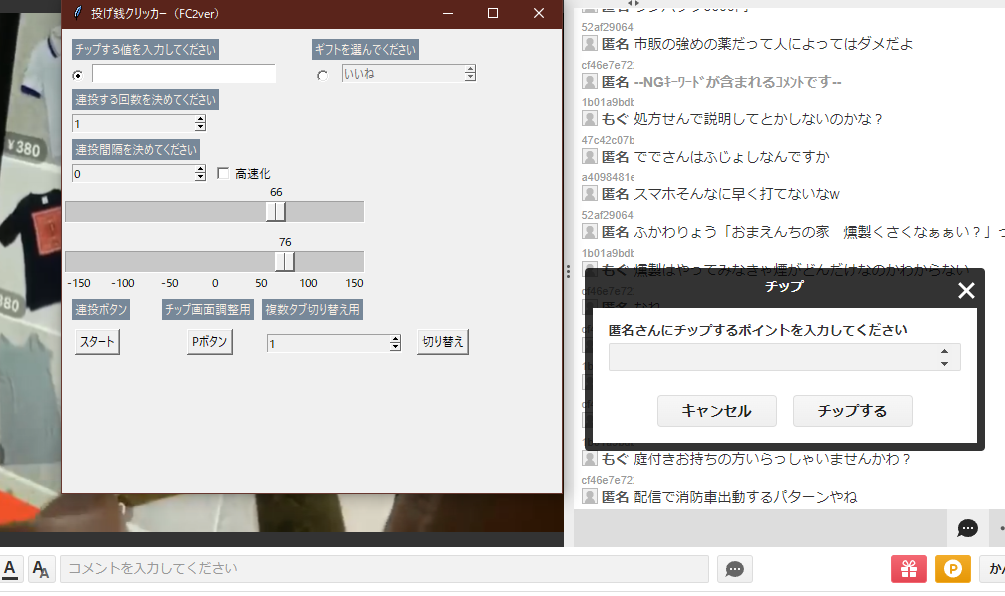 投げ銭クリッカー（FC2ver）
チップする値を入力してください
ギフトを選んでください
いいね
連投する回数を決めてください
1
連投間隔を決めてください
0
高速化
66
76
-150 -100 -50 0 50 100 150
連投ボタン
チップ画面調整用
複数タブ切り替え用
スタート
Pボタン
1
切り替え
¥380
380
52af29064
匿名 市販の強めの薬だって人によってはダメだよ
cf46e7e72
匿名 --NGｷｰﾜｰﾄﾞが含まれるｺﾒﾝﾄです--
1b01a9bdb
もぐ 処方せんで説明してとかしないのかな？
47c42c07b
匿名 ででさんはふじょしなんですか
a4098481e
匿名 スマホそんなに早く打てないなw
52af29064
匿名 ふかわりょう「おまえんちの家　燻製くさくなぁぁい？」っ
1b01a9bdb
もぐ 燻製はやってみなきゃ煙がどんだけなのかわからない
cf46e7e72
チップ
匿名さんにチップするポイントを入力してください
キャンセル
チップする
もぐ 庭付きお持ちの方いらっしゃいませんかわ？
cf46e7e72
匿名 配信で消防車出動するパターンやね
A
AA
コメントを入力してください
P
かん